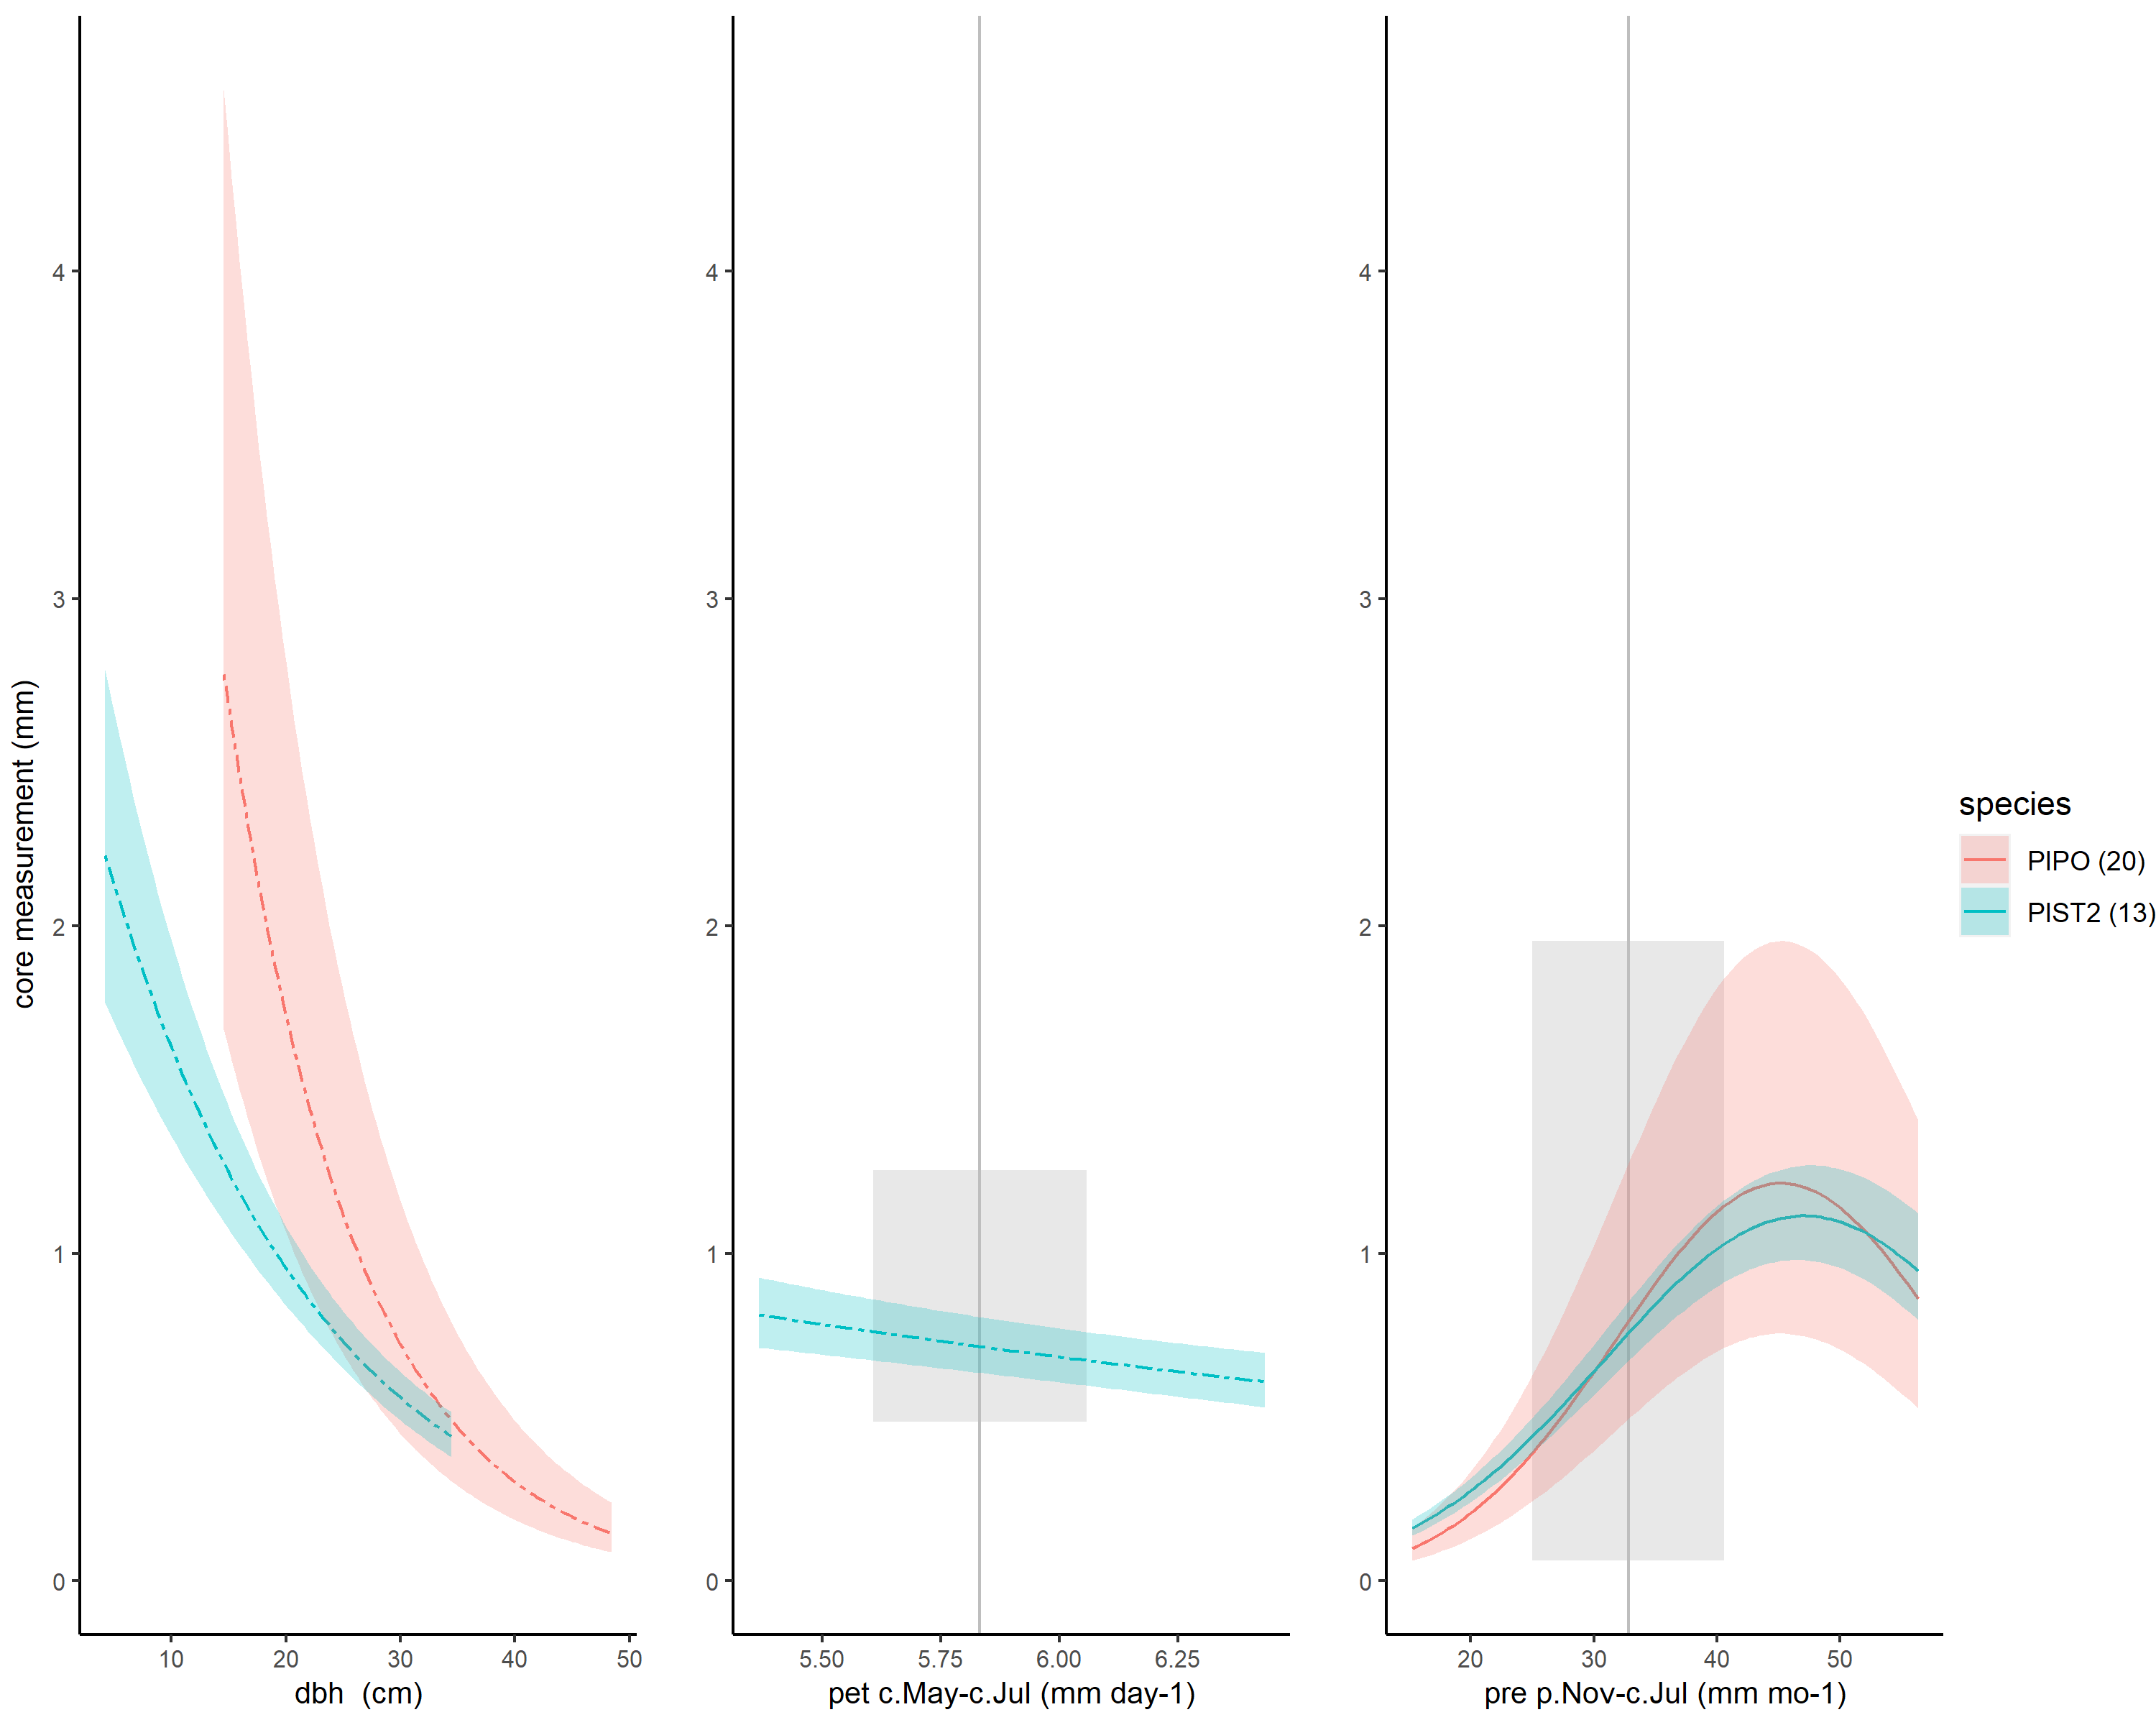 core measurement (mm)
4
3
2
1
0
10 20 30 40 50
dbh  (cm)
4
3
2
1
0
5.50 5.75 6.00 6.25
pet c.May-c.Jul (mm day-1)
4
3
2
1
0
20 30 40 50
pre p.Nov-c.Jul (mm mo-1)
species
PIPO (20)
PIST2 (13)